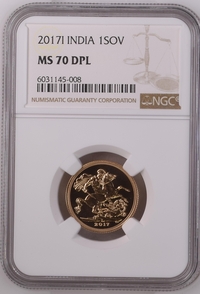 2017I INDIA 1SOV
MS 70 DPL
6031145-008
NUMISMATIC GUARANTY CORPORATION
NGC
2017